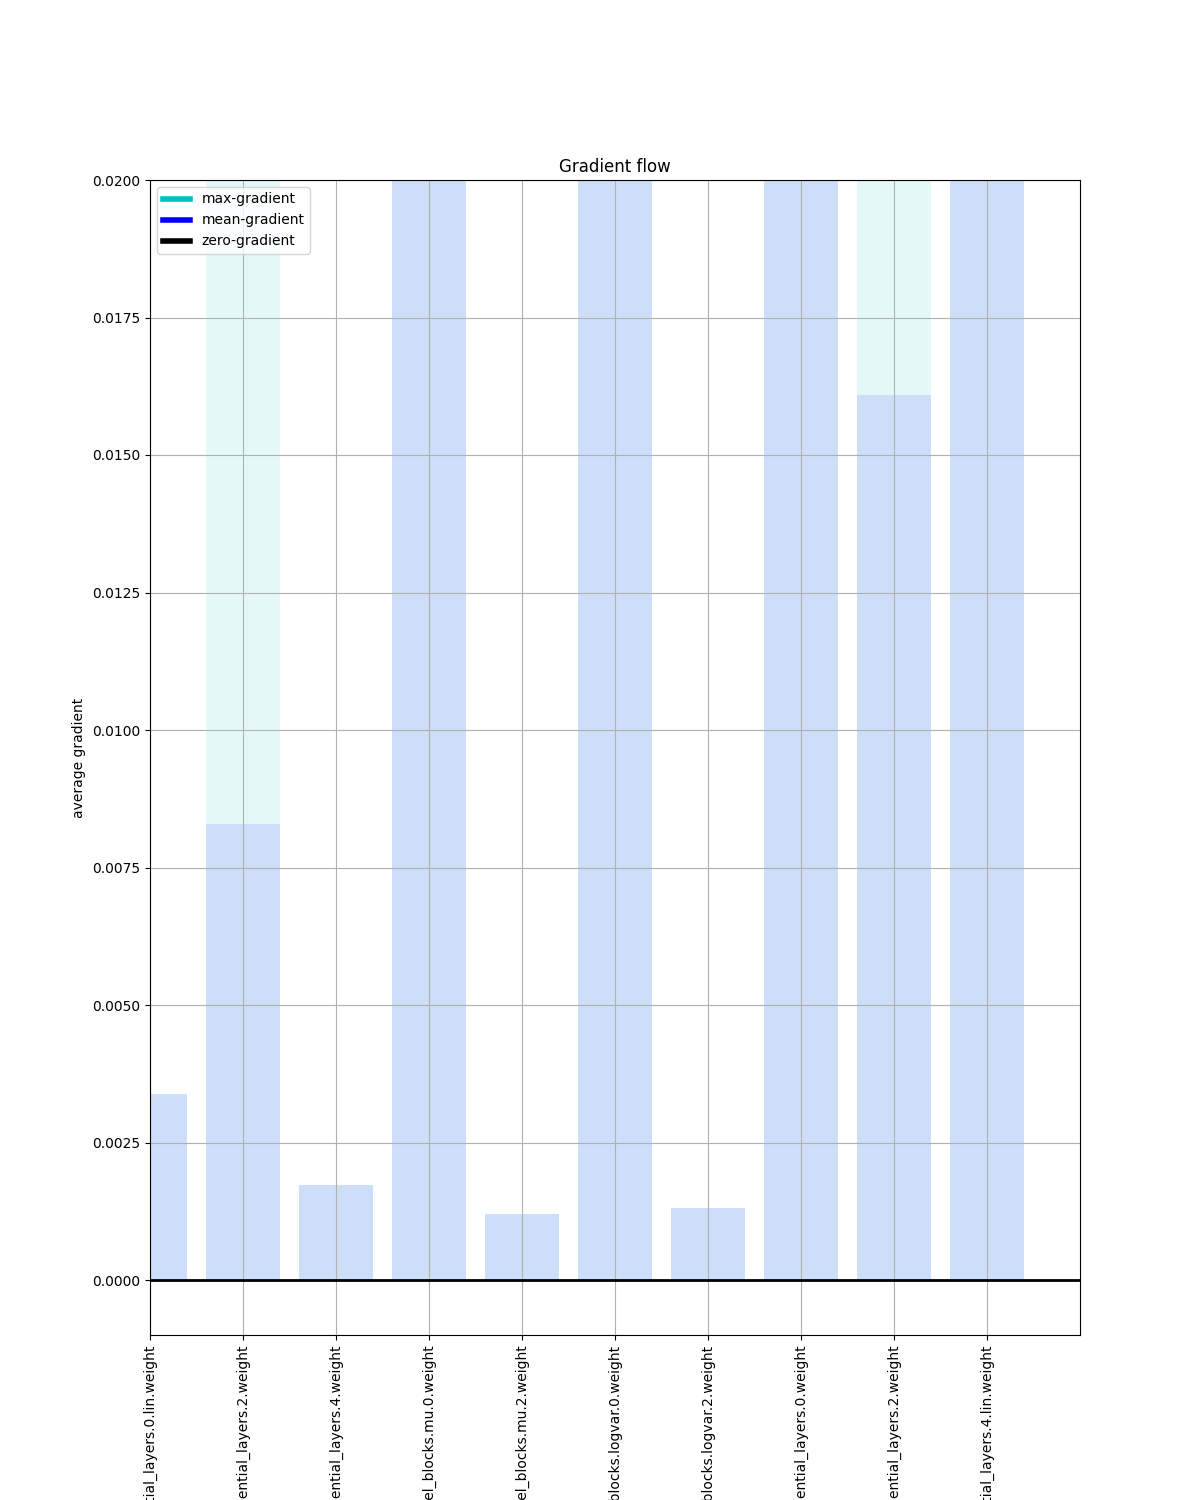 Gradient flow
max-gradient
mean-gradient
zero-gradient
0.0200
0.0175
0.0150
0.0125
0.0100
0.0075
0.0050
0.0025
0.0000
average gradient
tial_layers.0.lin.weight
ential_layers.2.weight
ential_layers.4.weight
el_blocks.mu.0.weight
el_blocks.mu.2.weight
blocks.logvar.0.weight
blocks.logvar.2.weight
ential_layers.0.weight
ential_layers.2.weight
tial_layers.4.lin.weight